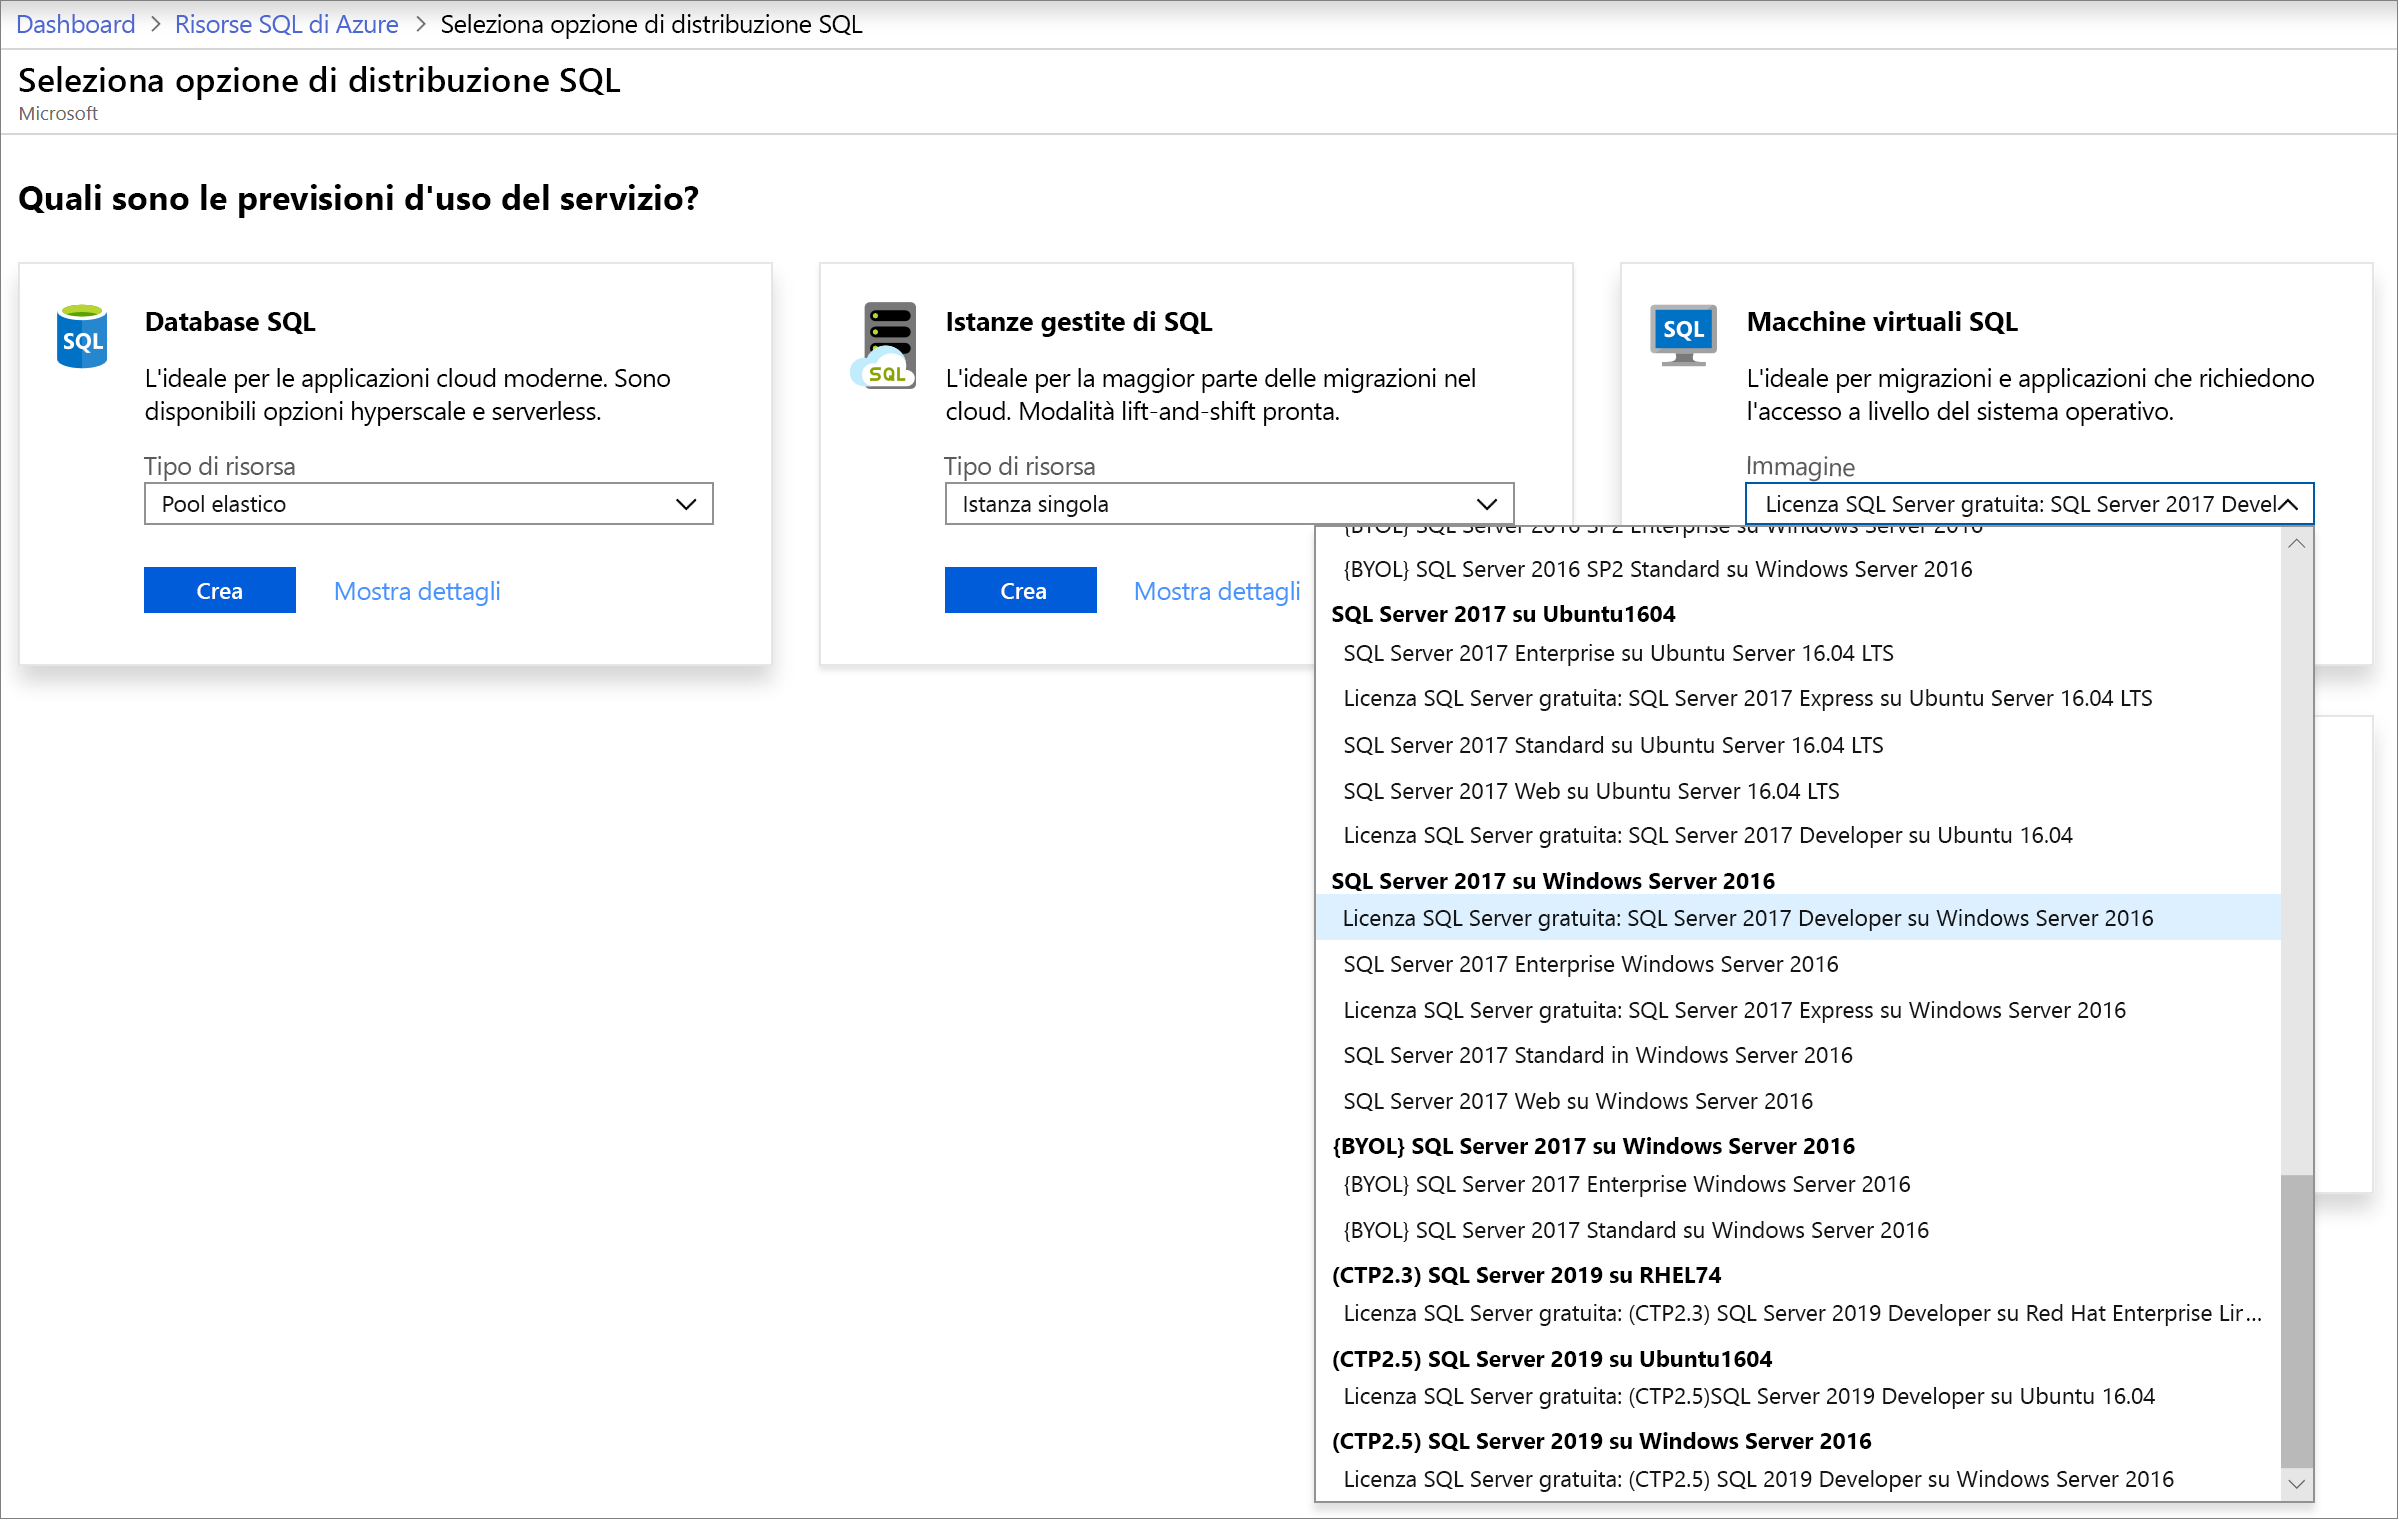 Dashboard > Risorse SQL di Azure > Seleziona opzione di distribuzione SQL
Seleziona opzione di distribuzione SQL
Microsoft
Quali sono le previsioni d'uso del servizio?
SQL
Database SQL
L'ideale per le applicazioni cloud moderne. Sono
disponibili opzioni hyperscale e serverless.
Tipo di risorsa
Pool elastico
Crea
Mostra dettagli
SQL
Istanze gestite di SQL
L'ideale per la maggior parte delle migrazioni nel
cloud. Modalità lift-and-shift pronta.
Tipo di risorsa
Istanza singola
Crea
Mostra dettagli
SQL
Macchine virtuali SQL
L'ideale per migrazioni e applicazioni che richiedono
l'accesso a livello del sistema operativo.
Immagine
Licenza SQL Server gratuita: SQL Server 2017 Devel
{BYOL} SQL Server 2016 SP2 Enterprise su Windows Server 2016
{BYOL} SQL Server 2016 SP2 Standard su Windows Server 2016
SQL Server 2017 su Ubuntu1604
SQL Server 2017 Enterprise su Ubuntu Server 16.04 LTS
Licenza SQL Server gratuita: SQL Server 2017 Express su Ubuntu Server 16.04 LTS
SQL Server 2017 Standard su Ubuntu Server 16.04 LTS
SQL Server 2017 Web su Ubuntu Server 16.04 LTS
Licenza SQL Server gratuita: SQL Server 2017 Developer su Ubuntu 16.04
SQL Server 2017 su Windows Server 2016
Licenza SQL Server gratuita: SQL Server 2017 Developer su Windows Server 2016
SQL Server 2017 Enterprise Windows Server 2016
Licenza SQL Server gratuita: SQL Server 2017 Express su Windows Server 2016
SQL Server 2017 Standard in Windows Server 2016
SQL Server 2017 Web su Windows Server 2016
{BYOL} SQL Server 2017 su Windows Server 2016
{BYOL} SQL Server 2017 Enterprise Windows Server 2016
{BYOL} SQL Server 2017 Standard su Windows Server 2016
(CTP2.3) SQL Server 2019 su RHEL74
Licenza SQL Server gratuita: (CTP2.3) SQL Server 2019 Developer su Red Hat Enterprise Lir...
(CTP2.5) SQL Server 2019 su Ubuntu1604
Licenza SQL Server gratuita: (CTP2.5)SQL Server 2019 Developer su Ubuntu 16.04
(CTP2.5) SQL Server 2019 su Windows Server 2016
Licenza SQL Server gratuita: (CTP2.5) SQL 2019 Developer su Windows Server 2016